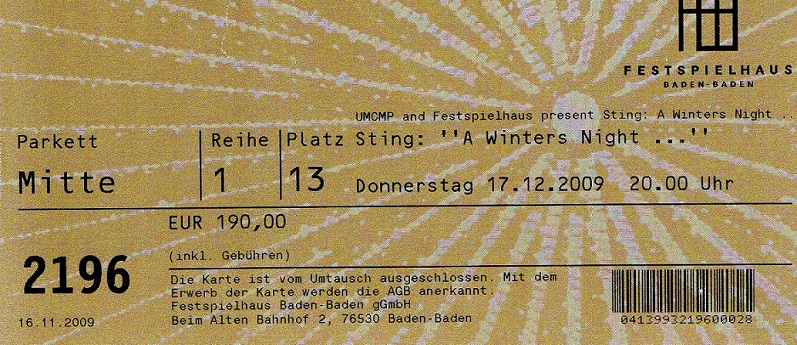 FESTSPIELHAUS
BADEN-BADEN
UMCMP and Festspielhaus present Sting: A Winters Night ..
Parkett
Reihe
Platz
Sting: ''A Winters Night ...''
Mitte
1
13
Donnerstag 17.12.2009 20.00 Uhr
EUR 190,00
(inkl. Gebühren)
2196
Die Karte ist vom Umtausch ausgeschlossen. Mit dem
Erwerb der Karte werden die AGB anerkannt.
Festspielhaus Baden-Baden gGmbH
Beim Alten Bahnhof 2, 76530 Baden-Baden
16.11.2009
0413993219600028